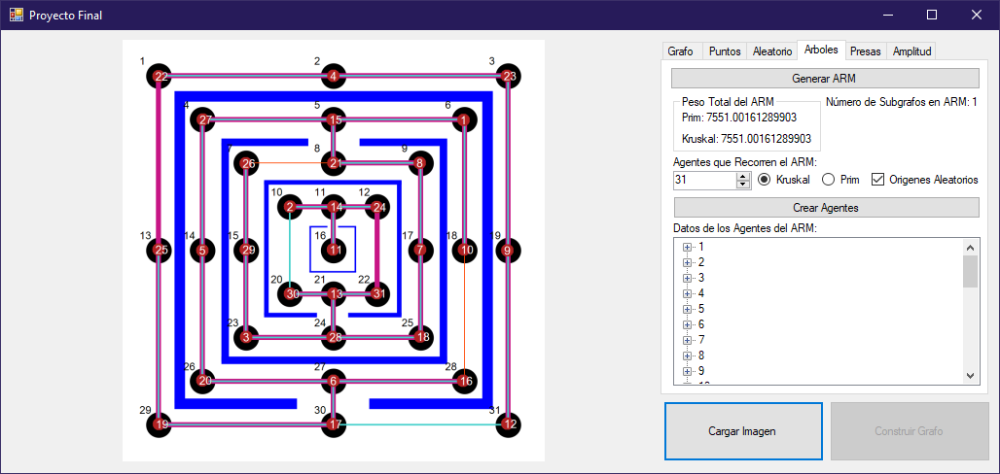 Proyecto Final
Grafo Puntos Aleatorio Arboles Presas Amplitud
Generar ARM
Peso Total del ARM
Prim: 7551.00161289903
Kruskal: 7551.00161289903
Número de Subgrafos en ARM: 1
Agentes que Recorren el ARM:
31 Kruskal Prim Origenes Aleatorios
Crear Agentes
Datos de los Agentes del ARM:
1
2
3
4
5
6
7
8
9
Cargar Imagen Construir Grafo
1 2 3
22 4 23
4 5 6
27 15 1
7 8 9
26 21 8
10 11 12
2 14 24
13 14 15 16 17 18 19
25 5 29 11 7 10 9
20 21 22
30 13 31
23 24 25
3 28 18
26 27 28
20 6 16
29 30 31
19 17 12